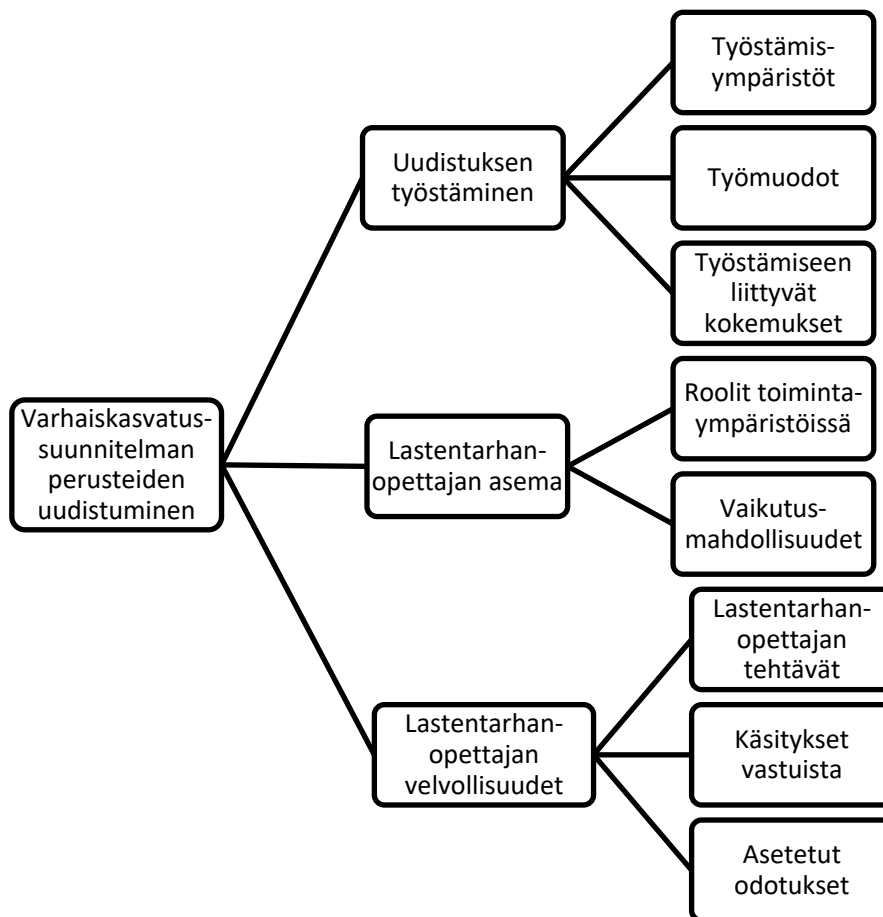 Työstämis-
ympäristöt
Uudistuksen
työstäminen
Työmuodot
Työstämiseen
liittyvät
kokemukset
Varhaiskasvatus-
suunnitelman
perusteiden
uudistuminen
Lastentarhan-
opettajan asema
Roolit toiminta-
ympäristöissä
Vaikutus-
mahdollisuudet
Lastentarhan-
opettajan
velvollisuudet
Lastentarhan-
opettajan
tehtävät
Käsitykset
vastuista
Asetetut
odotukset